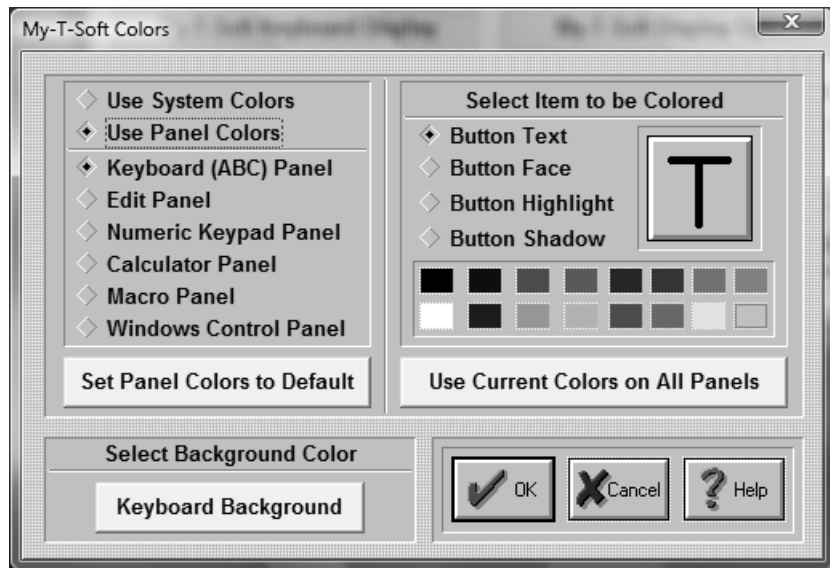 My-T-Soft Colors
Use System Colors
Use Panel Colors
Keyboard (ABC) Panel
Edit Panel
Numeric Keypad Panel
Calculator Panel
Macro Panel
Windows Control Panel
Set Panel Colors to Default
Select Item to be Colored
Button Text
Button Face
Button Highlight
Button Shadow
T
Use Current Colors on All Panels
Select Background Color
Keyboard Background
OK
Cancel
Help